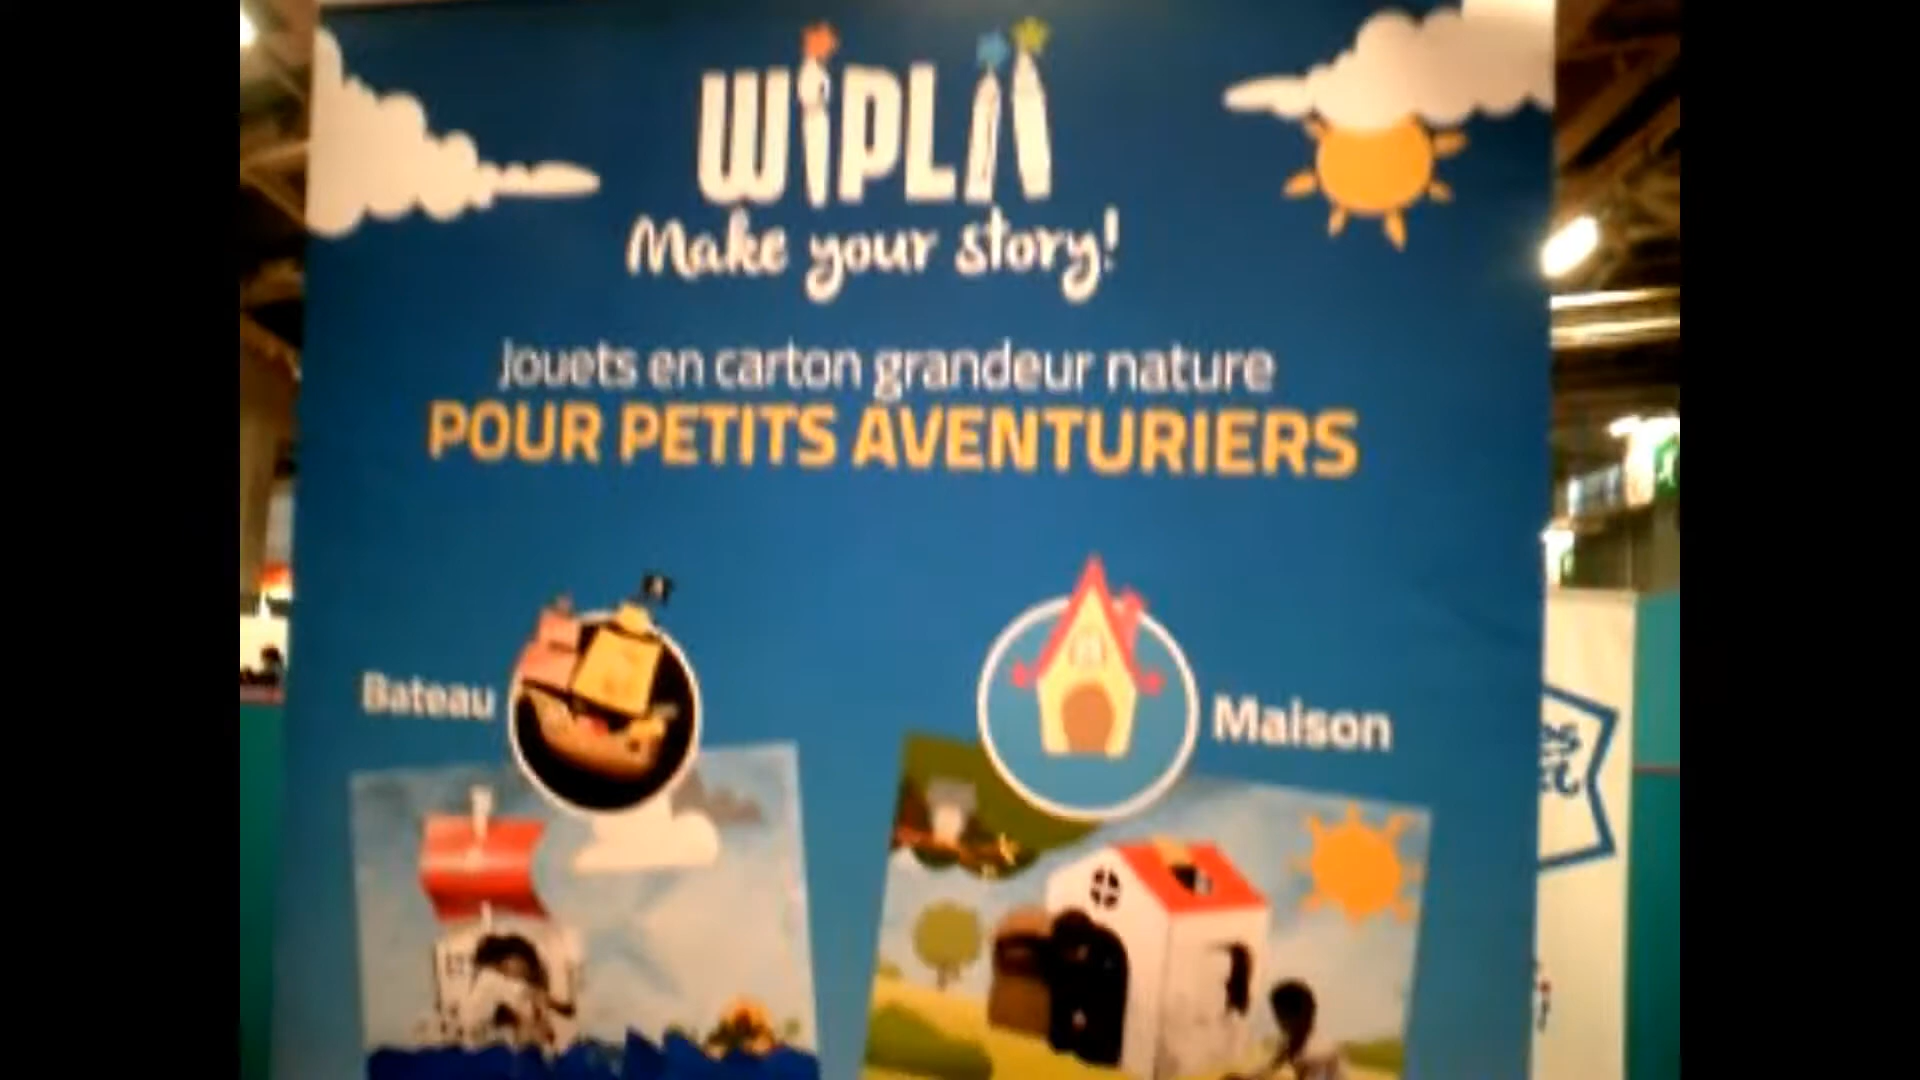 WIPLII
Make your story!
Jouets en carton grandeur nature
POUR PETITS AVENTURIERS
Bateau
Maison